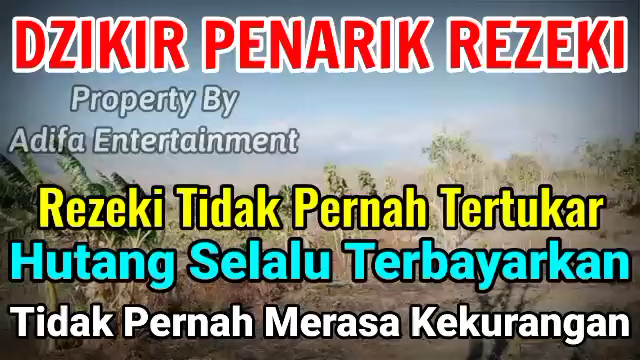 DZIKIR PENARIK REZEKI
Property By
Adifa Entertainment
Rezeki Tidak Pernah Tertukar
Hutang Selalu Terbayarkan
Tidak Pernah Merasa Kekurangan